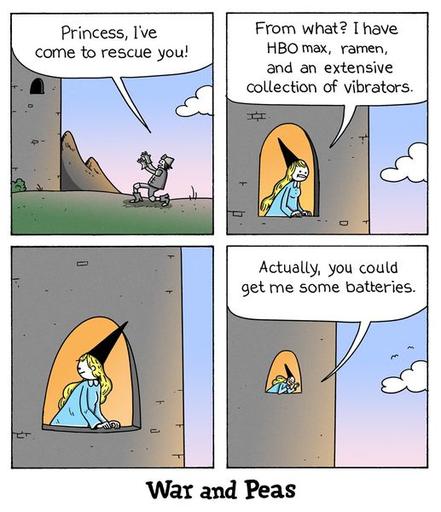 Princess, I've
come to rescue you!
From what? I have
HBO max, ramen,
and an extensive
collection of vibrators.
Actually, you could
get me some batteries.
War and Peas